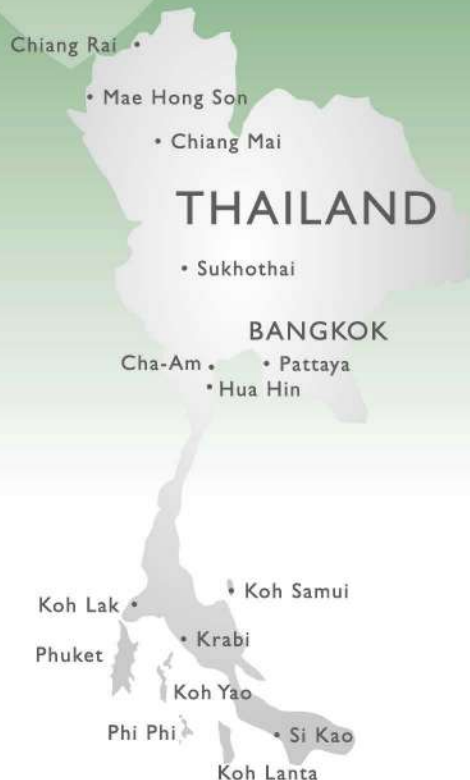 Chiang Rai
Mae Hong Son
Chiang Mai
THAILAND
Sukhothai
BANGKOK
Cha-Am
Pattaya
Hua Hin
Koh Samui
Koh Lak
Krabi
Phuket
Koh Yao
Phi Phi
Si Kao
Koh Lanta